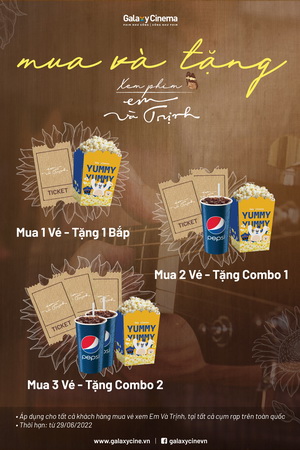 Galaxy Cinema
mua và tặng
Xem phim
em
và Trịnh
TICKET
YUMMY
YUMMY
Mua 1 Vé - Tặng 1 Bắp
TICKET
pepsi
YUMMY
YUMMY
Mua 2 Vé - Tặng Combo 1
TICKET
pepsi
YUMMY
YUMMY
Mua 3 Vé - Tặng Combo 2
• Áp dụng cho tất cả khách hàng mua vé xem Em Và Trịnh, tại tất cả cụm rạp trên toàn quốc
• Thời hạn: từ 29/06/2022
www.galaxycine.vn | f galaxycinevn